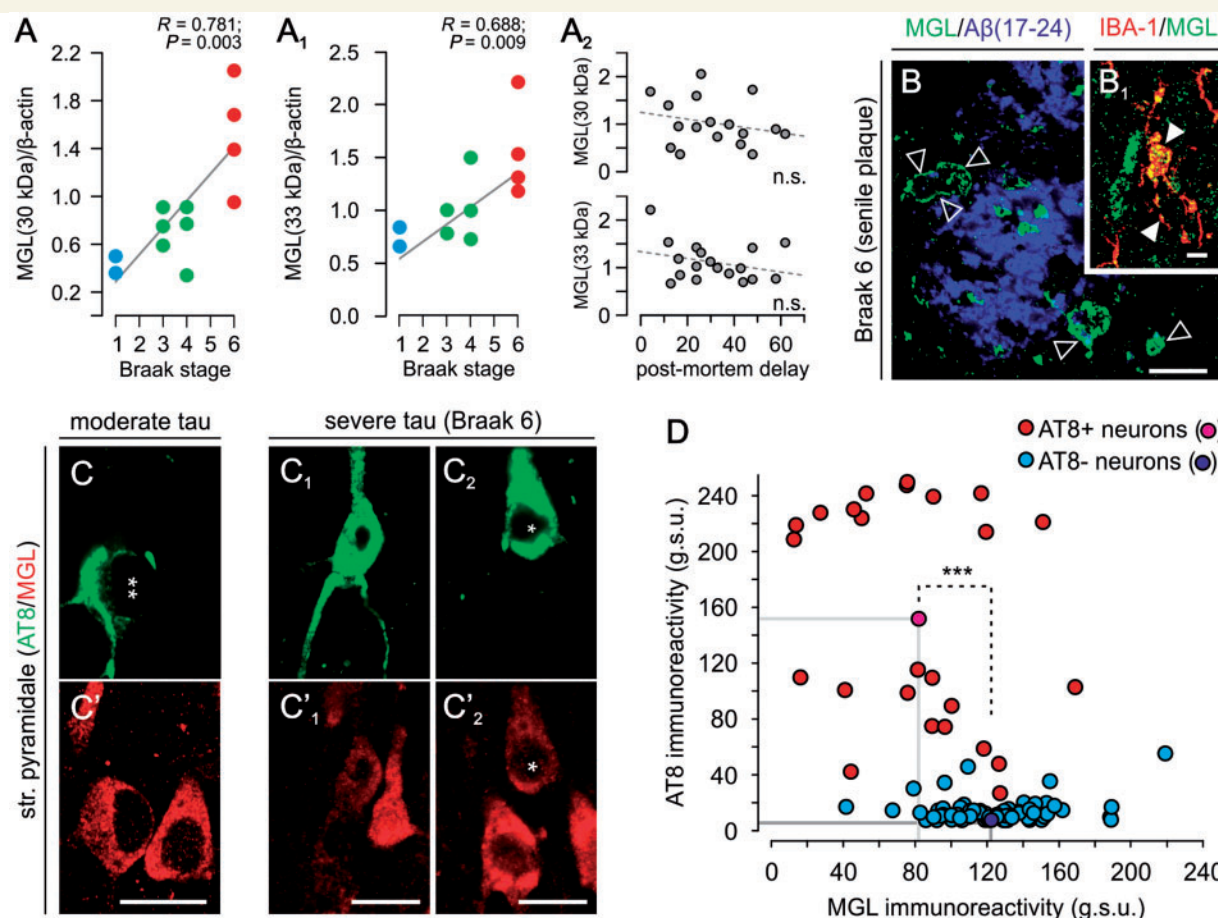 A
R = 0.781;
P = 0.003
MGL(30 kDa)/β-actin
2.2
1.8
1.4
1.0
0.6
0.2
1 2 3 4 5 6
Braak stage
A1
R = 0.688;
P = 0.009
MGL(33 kDa)/β-actin
2.5
2.0
1.5
1.0
0.5
0.0
1 2 3 4 5 6
Braak stage
A2
MGL(30 kDa)
2
1
0
n.s.
MGL(33 kDa)
2
1
0
n.s.
0 20 40 60
post-mortem delay
MGL/Aβ(17-24)
IBA-1/MGL
Braak 6 (senile plaque)
B
B1
moderate tau
severe tau (Braak 6)
str. pyramidale (AT8/MGL)
C
**
C1
C2
*
C'
C'1
C'2
*
D
AT8+ neurons ( )
AT8- neurons ( )
AT8 immunoreactivity (g.s.u.)
240
200
160
120
80
40
0
***
0 40 80 120 160 200 240
MGL immunoreactivity (g.s.u.)